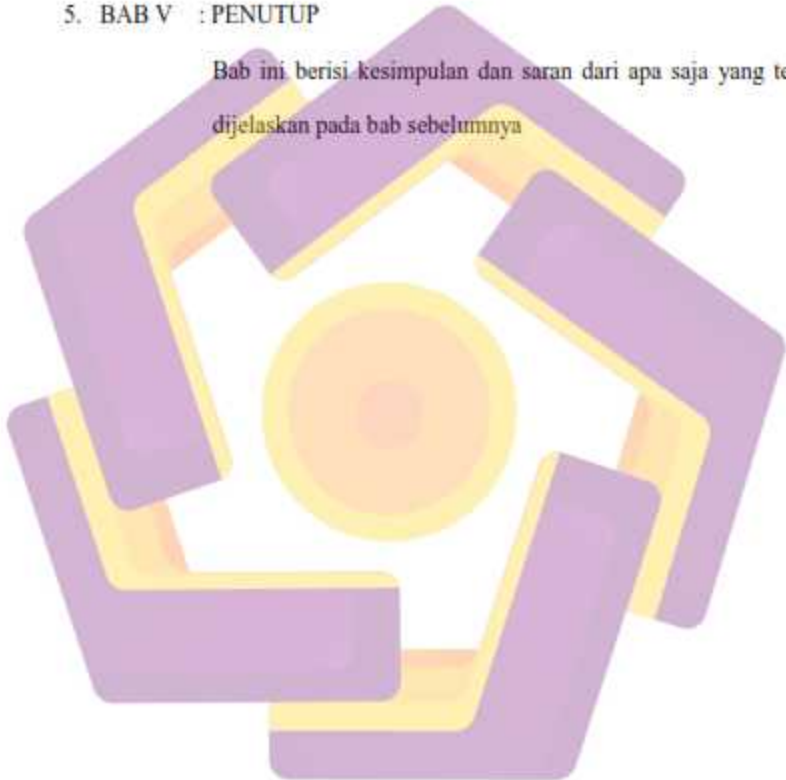 5. BAB V : PENUTUP
Bab ini berisi kesimpulan dan saran dari apa saja yang
dijelaskan pada bab sebelumnya